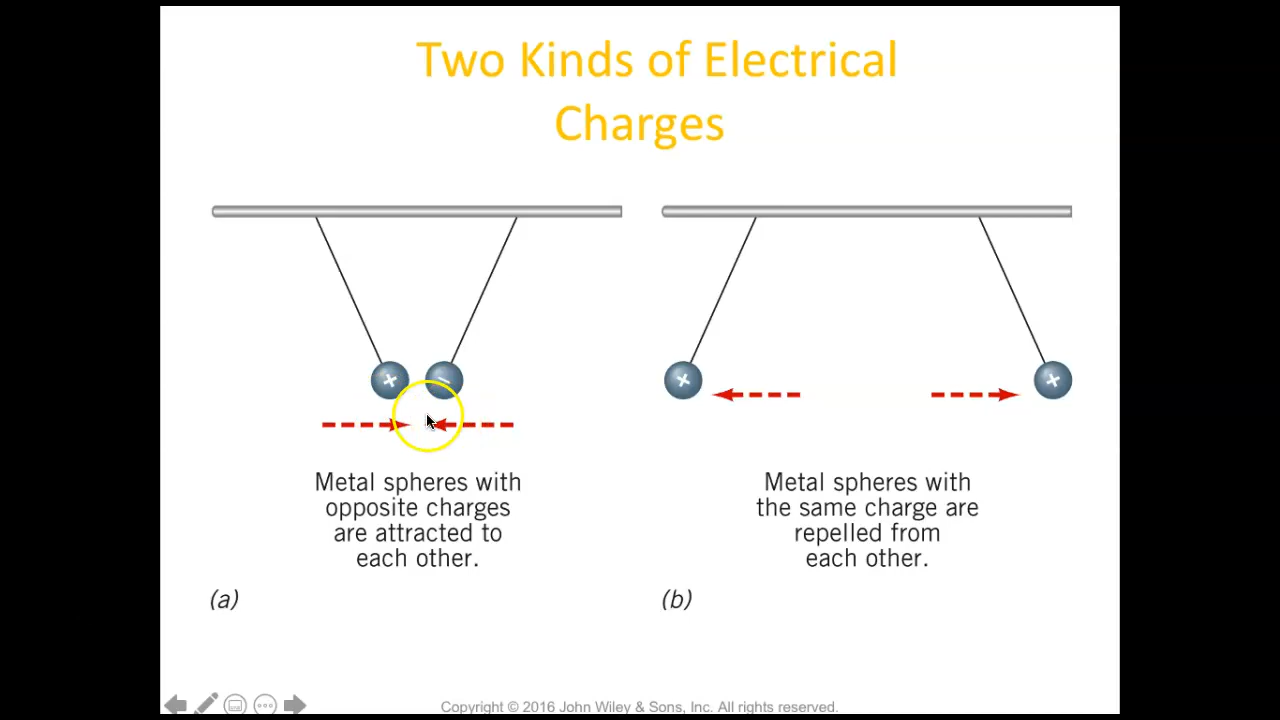 Two Kinds of Electrical
Charges
+
–
+
+
Metal spheres with
opposite charges
are attracted to
each other.
(a)
Metal spheres with
the same charge are
repelled from
each other.
(b)
Copyright © 2016 John Wiley & Sons, Inc. All rights reserved.